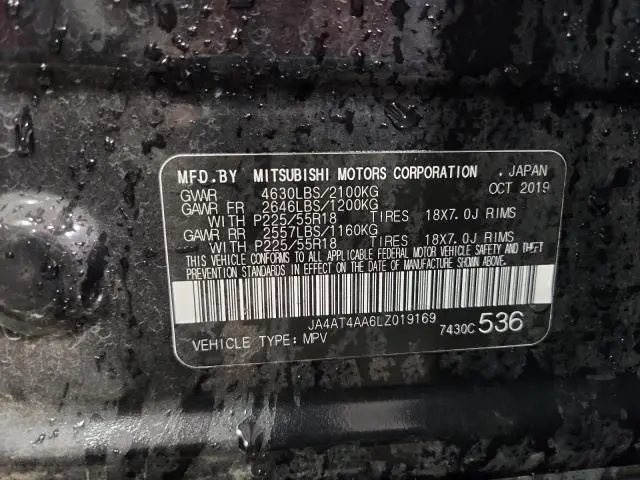 MFD.BY MITSUBISHI MOTORS CORPORATION , JAPAN
GVWR 4630LBS/2100KG OCT 2019
GAWR FR 2646LBS/1200KG
WITH P225/55R18 TIRES 18X7.0J RIMS
GAWR RR 2557LBS/1160KG
WITH P225/55R18 TIRES 18X7.0J RIMS
THIS VEHICLE CONFORMS TO ALL APPLICABLE FEDERAL MOTOR VEHICLE SAFETY AND THEFT
PREVENTION STANDARDS IN EFFECT ON THE DATE OF MANUFACTURE SHOWN ABOVE.
JA4AT4AA6LZ019169
VEHICLE TYPE: MPV 7430C 536